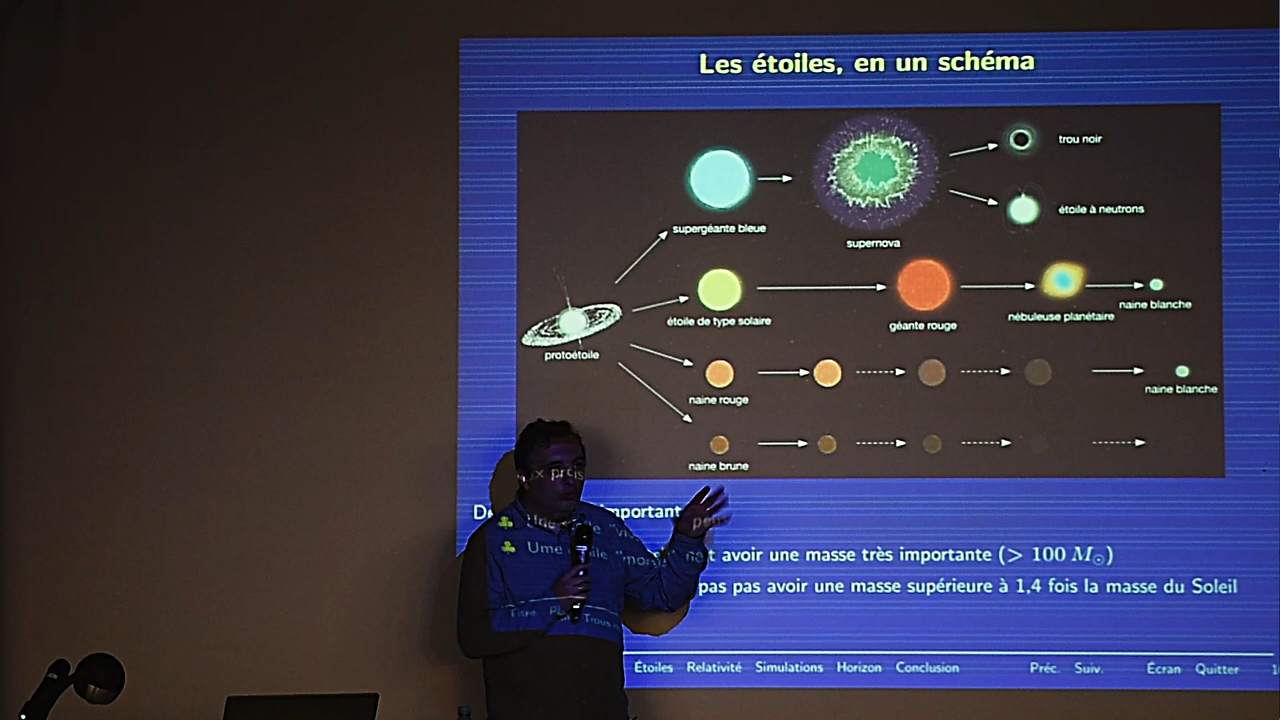 Les étoiles, en un schéma
trou noir
étoile à neutrons
supergéante bleue
supernova
étoile de type solaire
géante rouge
nébuleuse planétaire
naine blanche
protoétoile
naine rouge
naine blanche
naine brune
important
avoir une masse très importante (> 100 M☉)
pas pas avoir une masse supérieure à 1,4 fois la masse du Soleil
Titre Trous Étoiles Relativité Simulations Horizon Conclusion Préc. Suiv. Écran Quitter